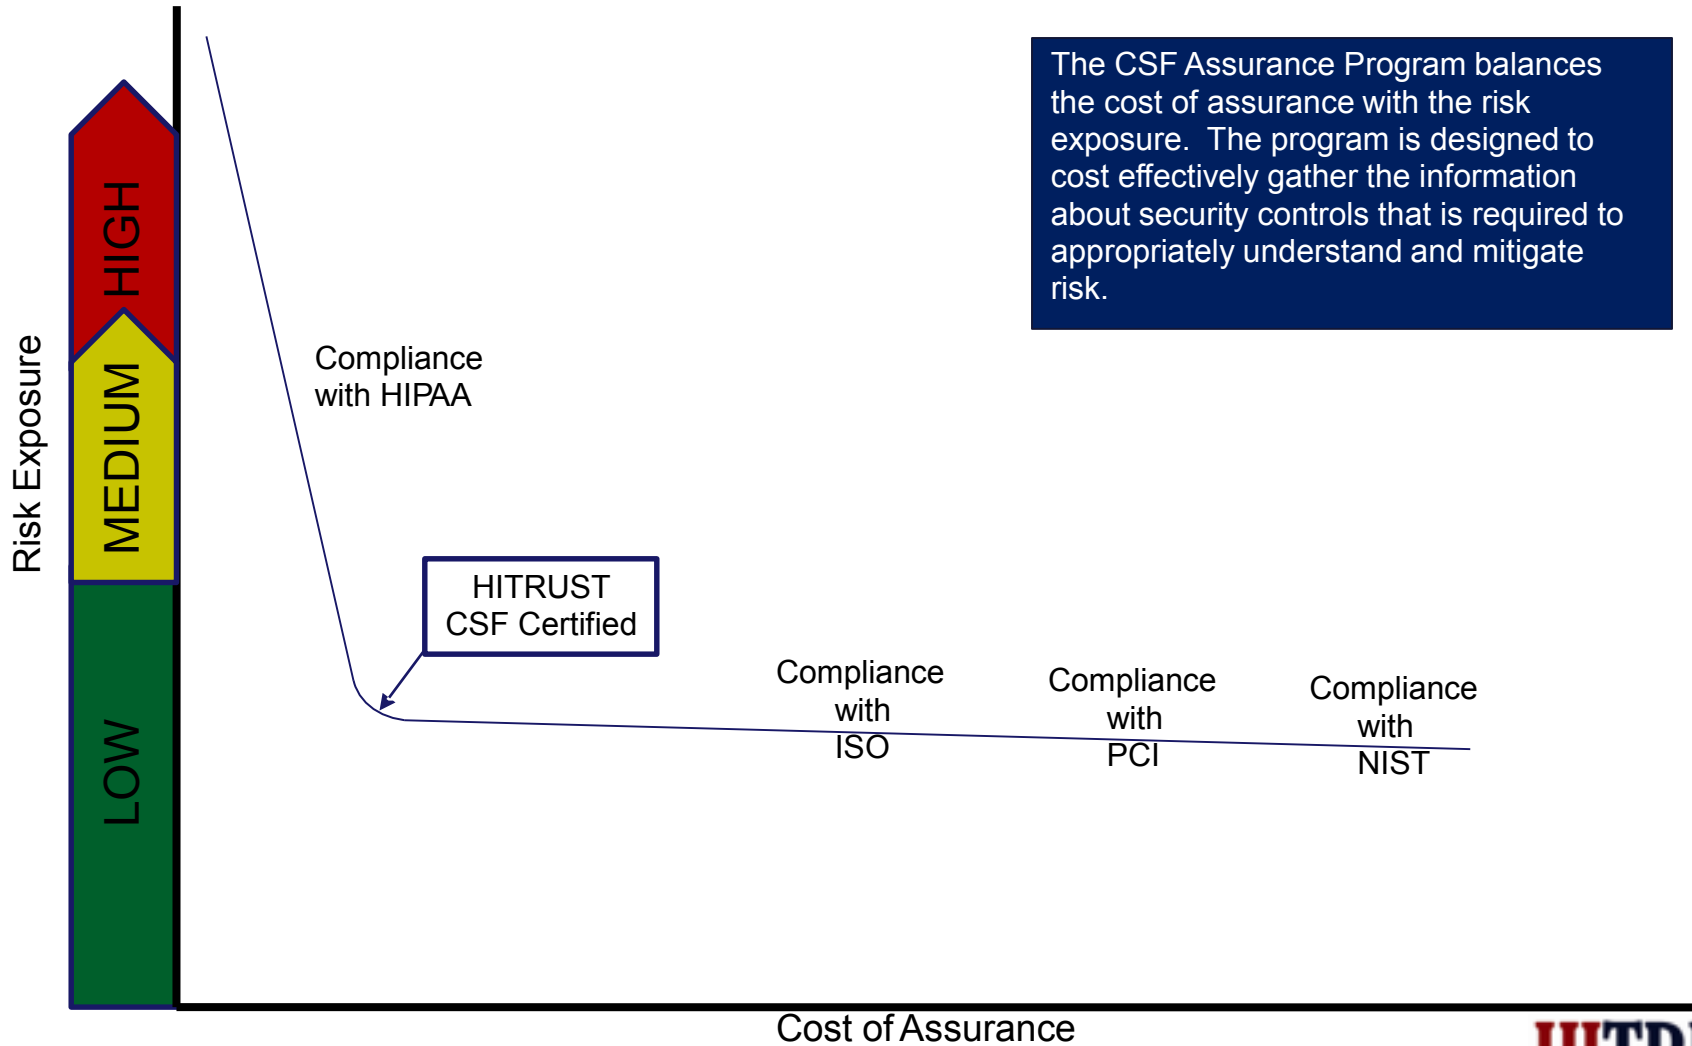 The CSF Assurance Program balances
the cost of assurance with the risk
exposure.  The program is designed to
cost effectively gather the information
about security controls that is required to
appropriately understand and mitigate
risk.
Risk Exposure
HIGH
MEDIUM
LOW
Compliance
with HIPAA
HITRUST
CSF Certified
Compliance
with
ISO
Compliance
with
PCI
Compliance
with
NIST
Cost of Assurance